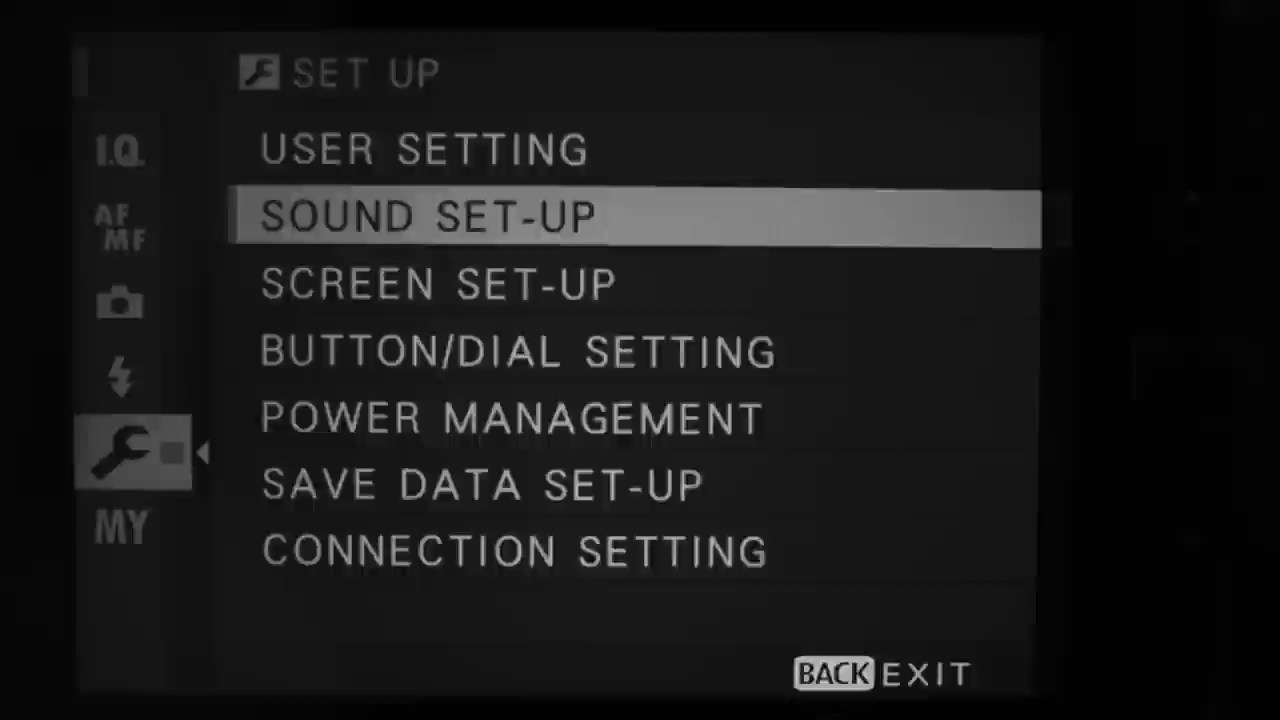 SET UP
I.Q.
AF
MF
MY
USER SETTING
SOUND SET-UP
SCREEN SET-UP
BUTTON/DIAL SETTING
POWER MANAGEMENT
SAVE DATA SET-UP
CONNECTION SETTING
BACK EXIT